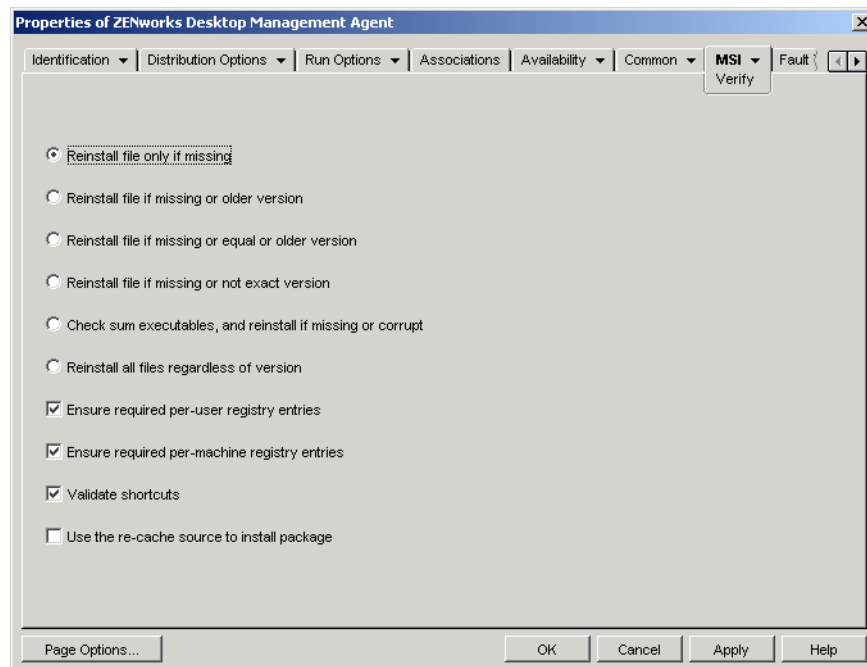 Properties of ZENworks Desktop Management Agent
Identification Distribution Options Run Options Associations Availability Common MSI Fault
Verify
Reinstall file only if missing
Reinstall file if missing or older version
Reinstall file if missing or equal or older version
Reinstall file if missing or not exact version
Check sum executables, and reinstall if missing or corrupt
Reinstall all files regardless of version
Ensure required per-user registry entries
Ensure required per-machine registry entries
Validate shortcuts
Use the re-cache source to install package
Page Options... OK Cancel Apply Help